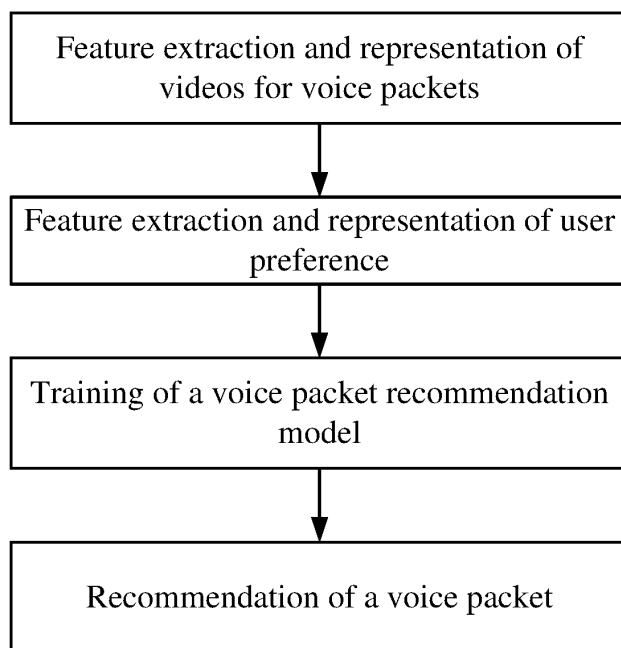 Feature extraction and representation of
videos for voice packets
Feature extraction and representation of user
preference
Training of a voice packet recommendation
model
Recommendation of a voice packet